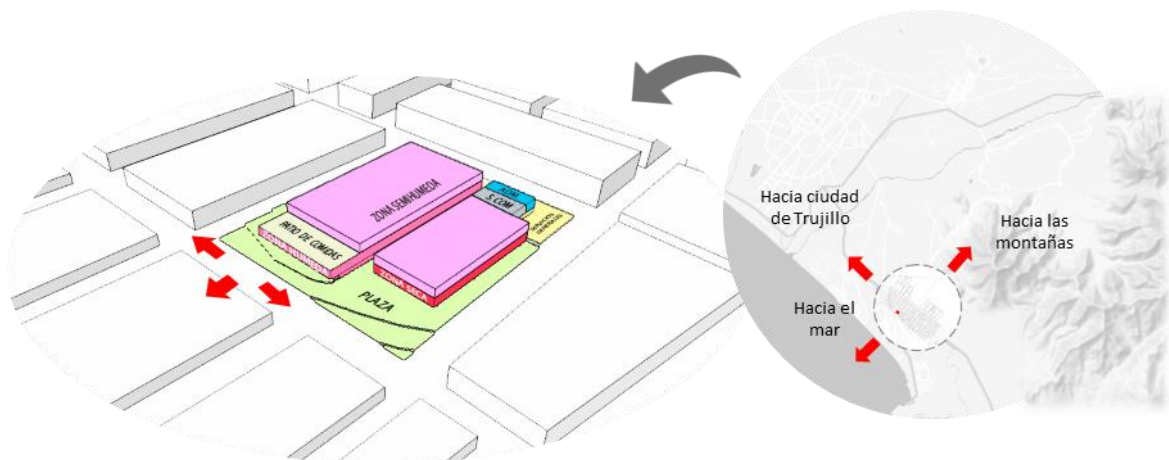 ZONA SEMIHUMEDA
ADM.
S. COM
PATIO DE COMIDAS
ZONA HUMEDA
ZONA SECA
PLAZA
Hacia ciudad
de Trujillo
Hacia las
montañas
Hacia el
mar